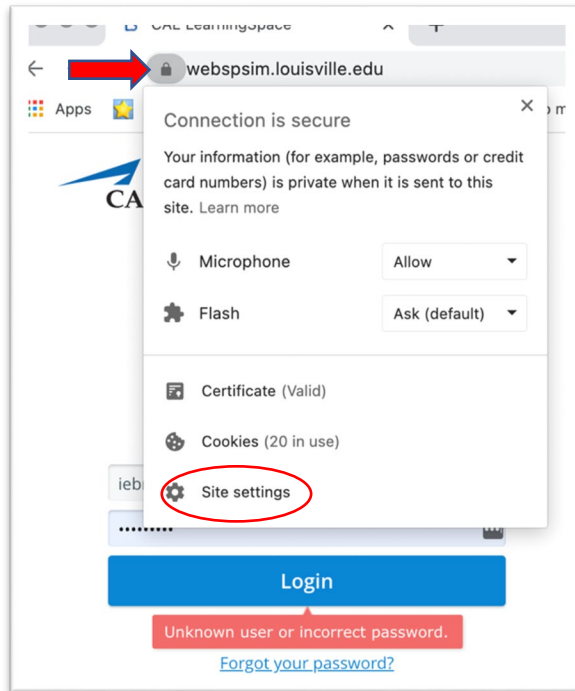 CAE LearningSpace
webspsim.louisville.edu
Apps
Connection is secure
Your information (for example, passwords or credit
card numbers) is private when it is sent to this
site. Learn more
CA
Microphone Allow
Flash Ask (default)
Certificate (Valid)
Cookies (20 in use)
Site settings
Login
Unknown user or incorrect password.
Forgot your password?